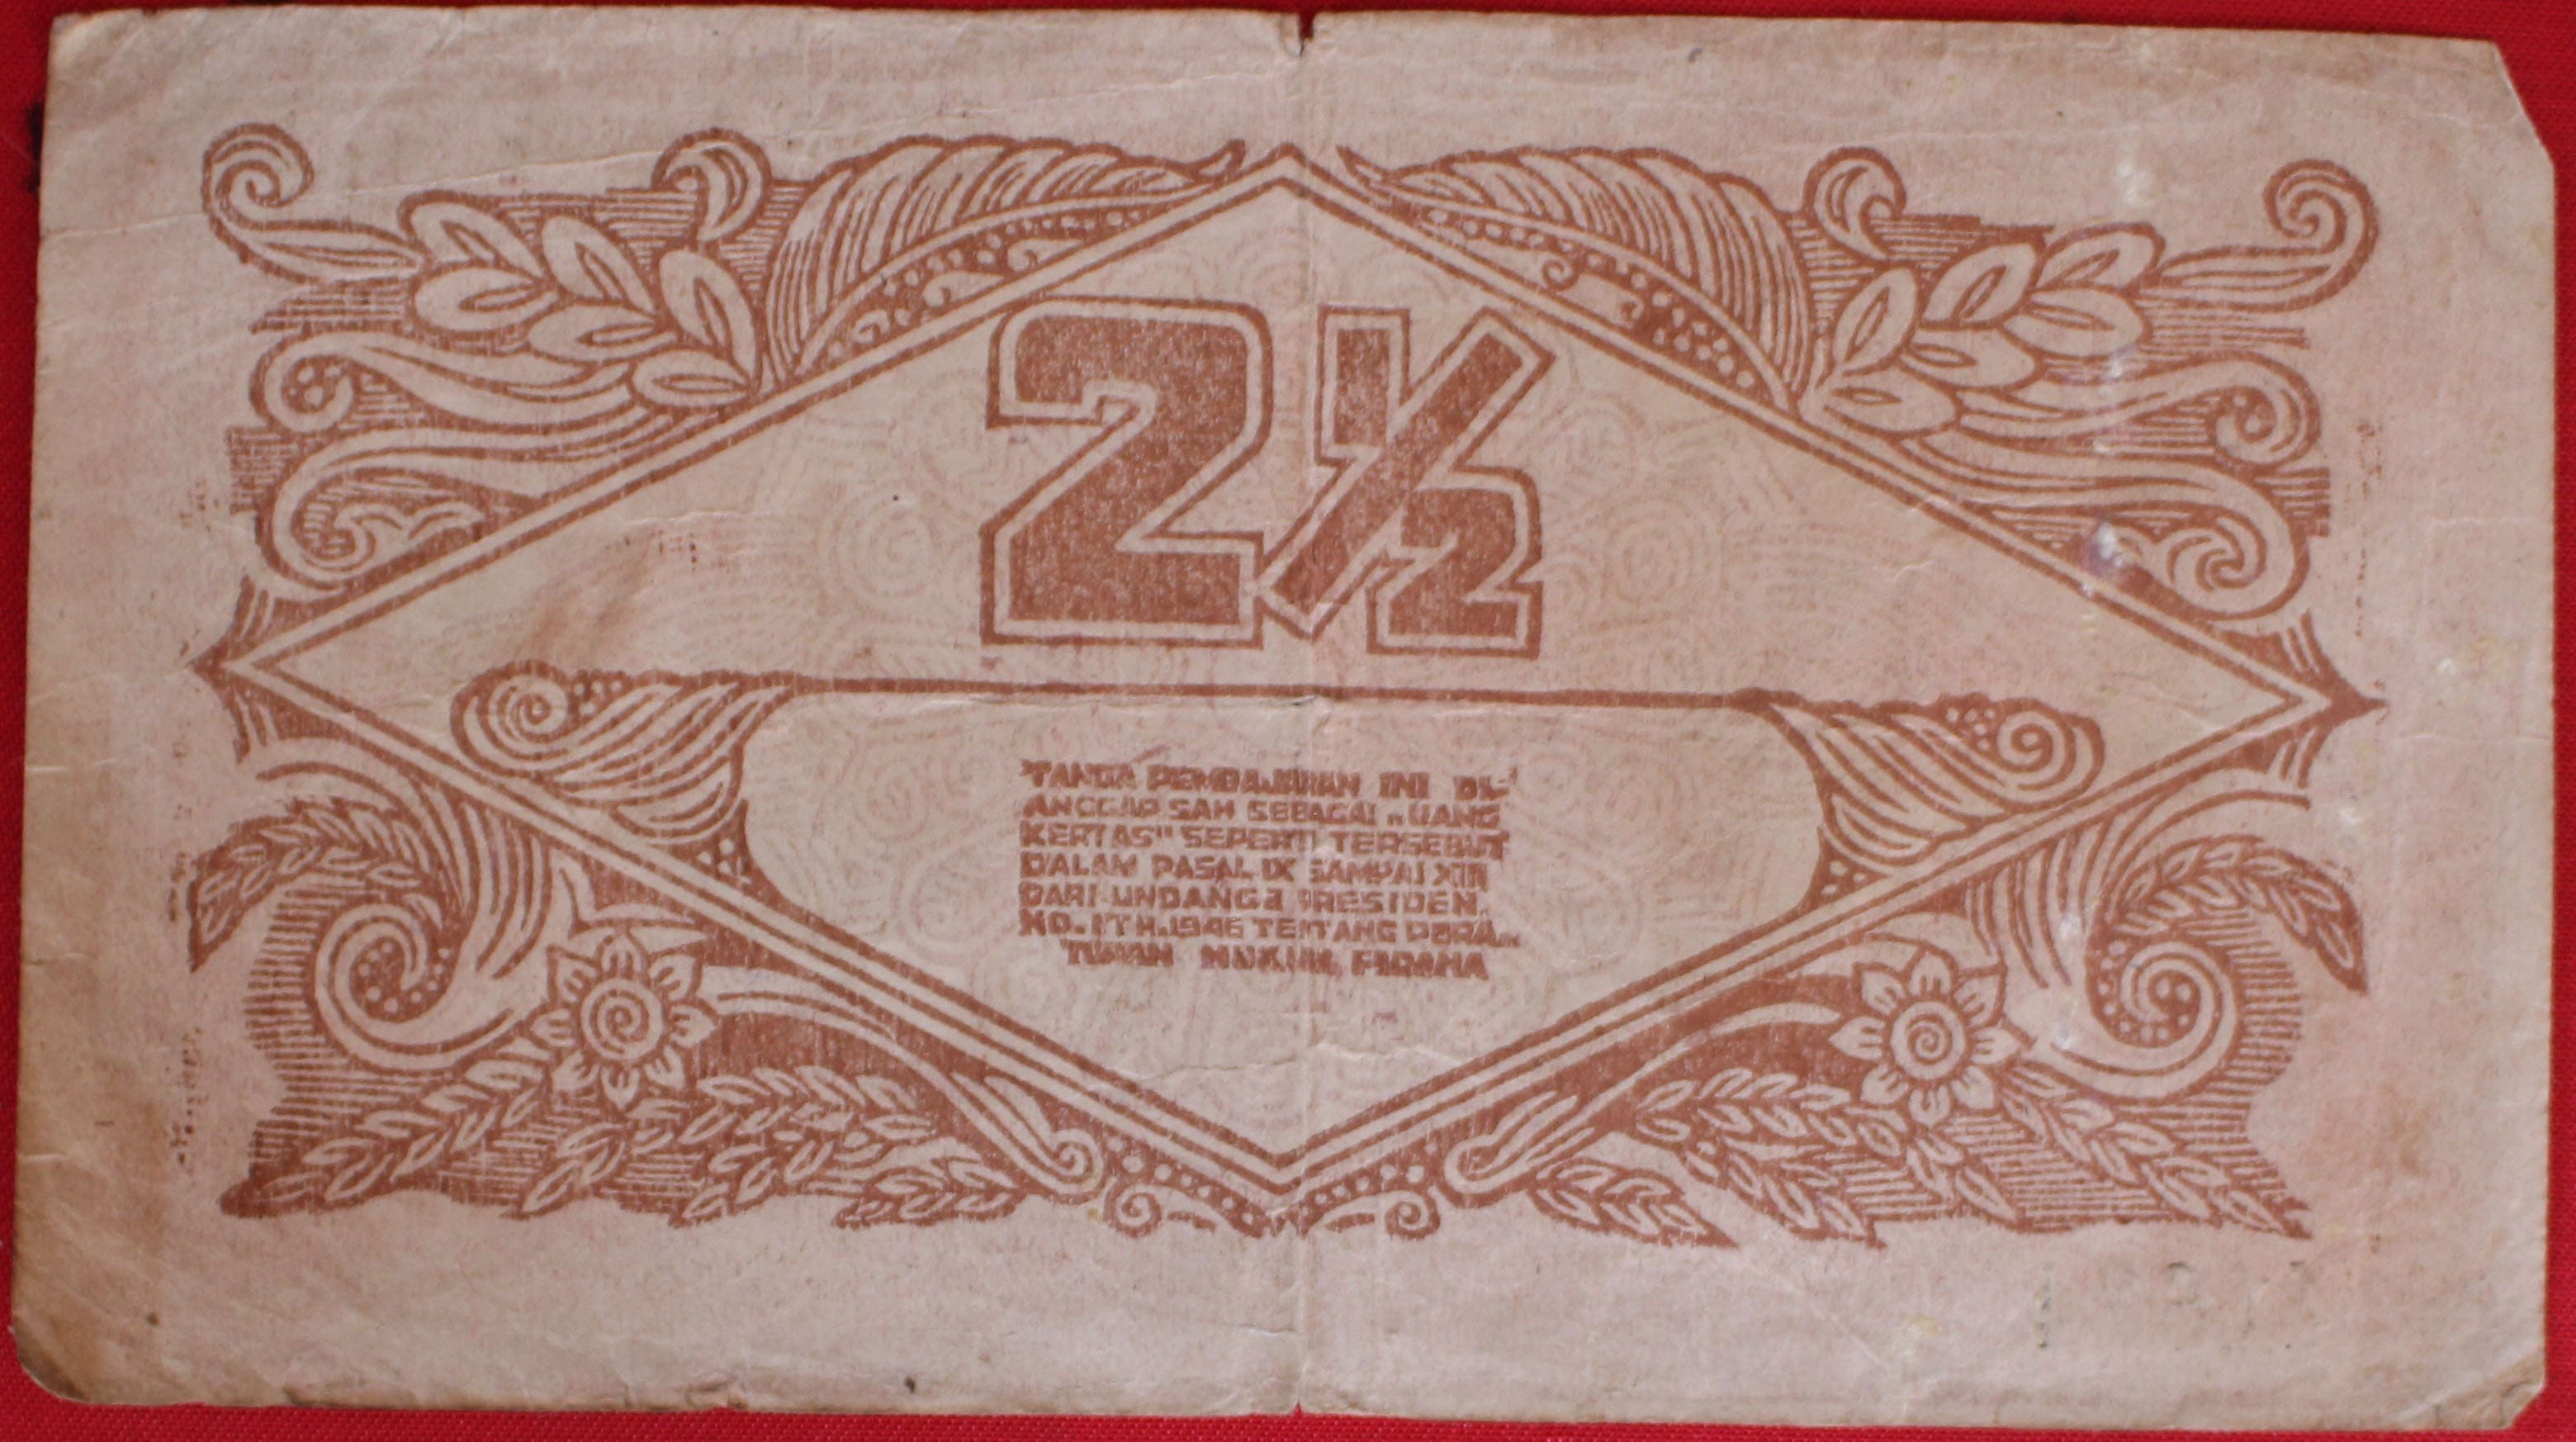 2½
TANDA PEMBAJARAN INI DI-
ANGGAP SAH SEBAGAI „UANG
KERTAS" SEPERTI TERSEBUT
DALAM PASAL IX SAMPAI XIII
DARI UNDANG2 PRESIDEN.
NO. 1 TH. 1946 TENTANG PERA-
TURAN HUKUM PIDANA